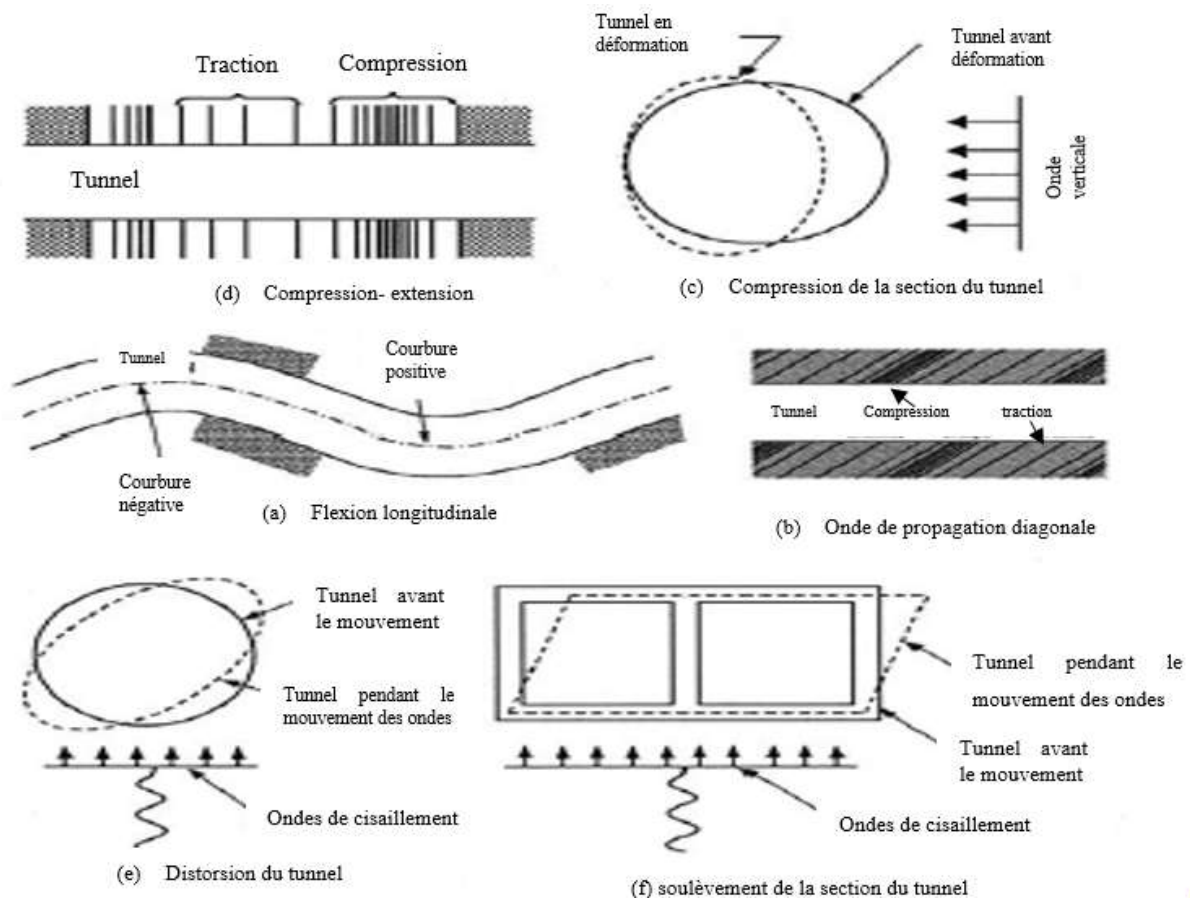 Traction
Compression
Tunnel
(d) Compression- extension
Tunnel en
déformation
Tunnel avant
déformation
Onde
verticale
(c) Compression de la section du tunnel
Tunnel
Courbure
positive
Courbure
négative
(a) Flexion longitudinale
Tunnel
Compression
traction
(b) Onde de propagation diagonale
Tunnel avant
le mouvement
Tunnel pendant le
mouvement des ondes
Ondes de cisaillement
(e) Distorsion du tunnel
Tunnel pendant le
mouvement des ondes
Tunnel avant
le mouvement
Ondes de cisaillement
(f) soulèvement de la section du tunnel